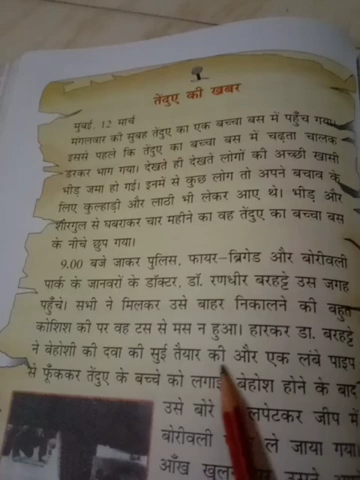 तेंदुए की खबर
मुंबई, 12 मार्च
मंगलवार की सुबह तेंदुए का एक बच्चा बस में पहुँच गया।
इससे पहले कि तेंदुए का बच्चा बस में चढ़ता चालक
डरकर भाग गया। देखते ही देखते लोगों की अच्छी खासी
भीड़ जमा हो गई। इनमें से कुछ लोग तो अपने बचाव के
लिए कुल्हाड़ी और लाठी भी लेकर आए थे। भीड़ और
शोरगुल से घबराकर चार महीने का वह तेंदुए का बच्चा बस
के नीचे छुप गया।
9.00 बजे जाकर पुलिस, फायर-ब्रिगेड और बोरीवली
पार्क के जानवरों के डॉक्टर, डॉ. रणधीर बरहट्टे उस जगह
पहुँचे। सभी ने मिलकर उसे बाहर निकालने की बहुत
कोशिश की पर वह टस से मस न हुआ। हारकर डा. बरहट्टे
ने बेहोशी की दवा की सुई तैयार की और एक लंबे पाइप
से फूँककर तेंदुए के बच्चे को बेहोश होने के बाद
उसे बोरे जीप में
बोरीवली ले जाया गया।
आँख